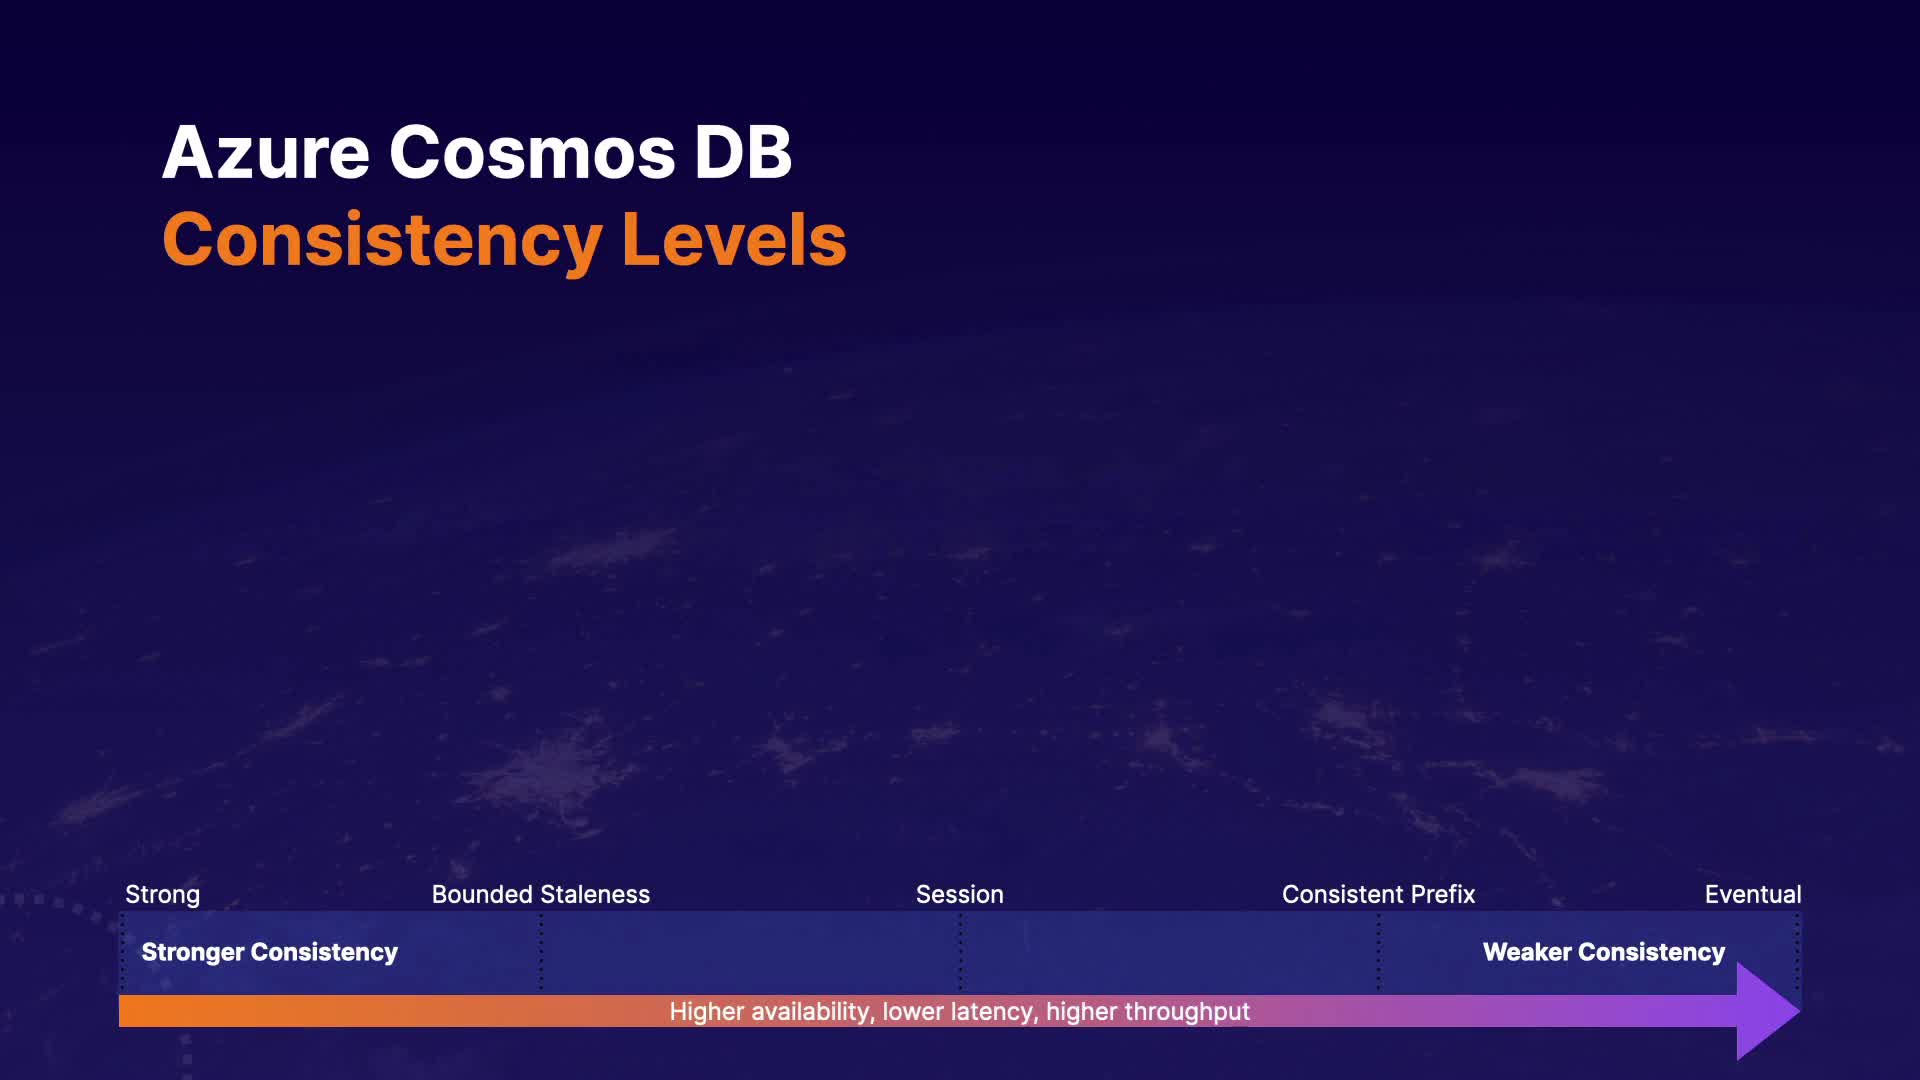 Azure Cosmos DB
Consistency Levels
Strong
Bounded Staleness
Session
Consistent Prefix
Eventual
Stronger Consistency
Weaker Consistency
Higher availability, lower latency, higher throughput